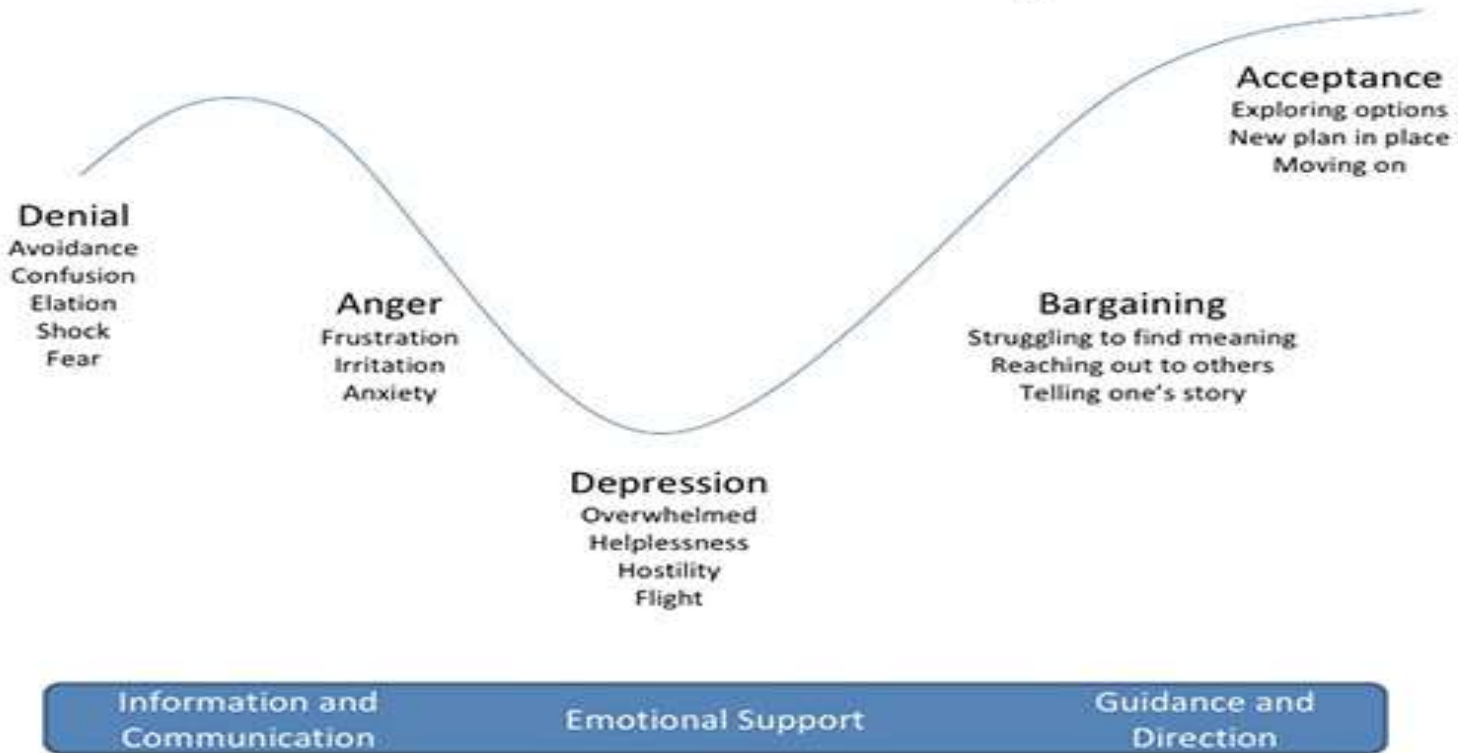 Denial
Avoidance
Confusion
Elation
Shock
Fear
Anger
Frustration
Irritation
Anxiety
Depression
Overwhelmed
Helplessness
Hostility
Flight
Bargaining
Struggling to find meaning
Reaching out to others
Telling one's story
Acceptance
Exploring options
New plan in place
Moving on
Information and
Communication
Emotional Support
Guidance and
Direction